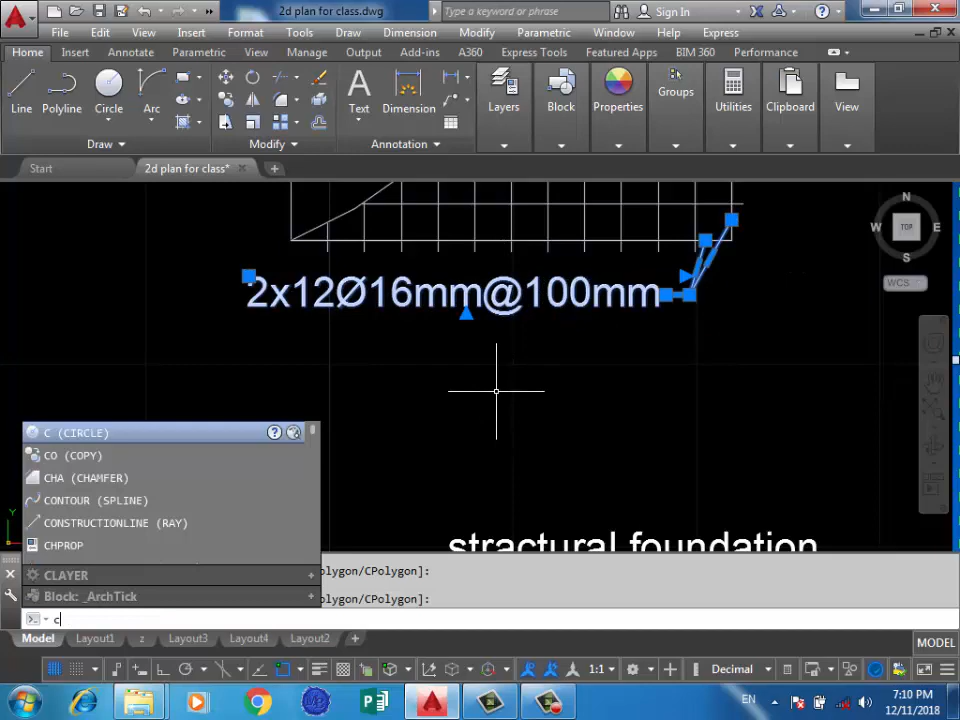 2d plan for class.dwg
Type a keyword or phrase
Sign In
File Edit View Insert Format Tools Draw Dimension Modify Parametric Window Help Express
Home Insert Annotate Parametric View Manage Output Add-ins A360 Express Tools Featured Apps BIM 360 Performance
Line Polyline Circle Arc Text Dimension Layers Block Properties Groups Utilities Clipboard View
Draw Modify Annotation
Start 2d plan for class*
N
W TOP E
S
WCS
2x12Ø16mm@100mm
C (CIRCLE)
CO (COPY)
CHA (CHAMFER)
CONTOUR (SPLINE)
CONSTRUCTIONLINE (RAY)
CHPROP
CLAYER
Block: _ArchTick
stractural foundation
Y
olygon/CPolygon]:
olygon/CPolygon]:
c
Model Layout1 z Layout3 Layout4 Layout2
MODEL
MODEL
1:1
Decimal
EN
7:10 PM
12/11/2018